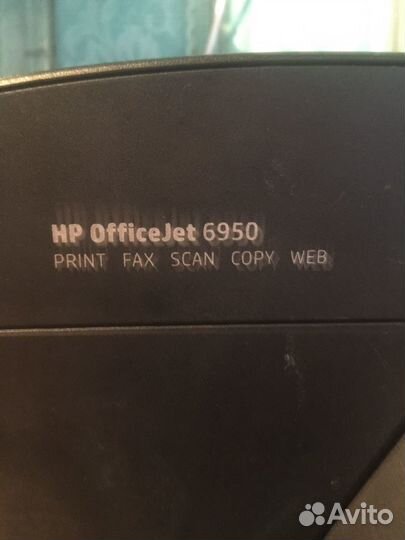 HP OfficeJet 6950
PRINT FAX SCAN COPY WEB
Avito